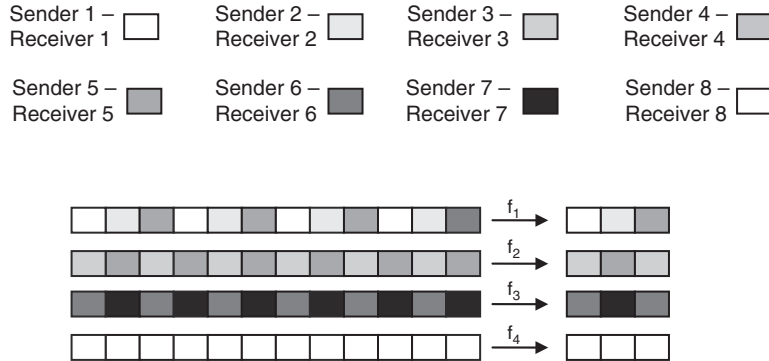 Sender 1 –
Receiver 1
Sender 2 –
Receiver 2
Sender 3 –
Receiver 3
Sender 4 –
Receiver 4
Sender 5 –
Receiver 5
Sender 6 –
Receiver 6
Sender 7 –
Receiver 7
Sender 8 –
Receiver 8
f1
f2
f3
f4